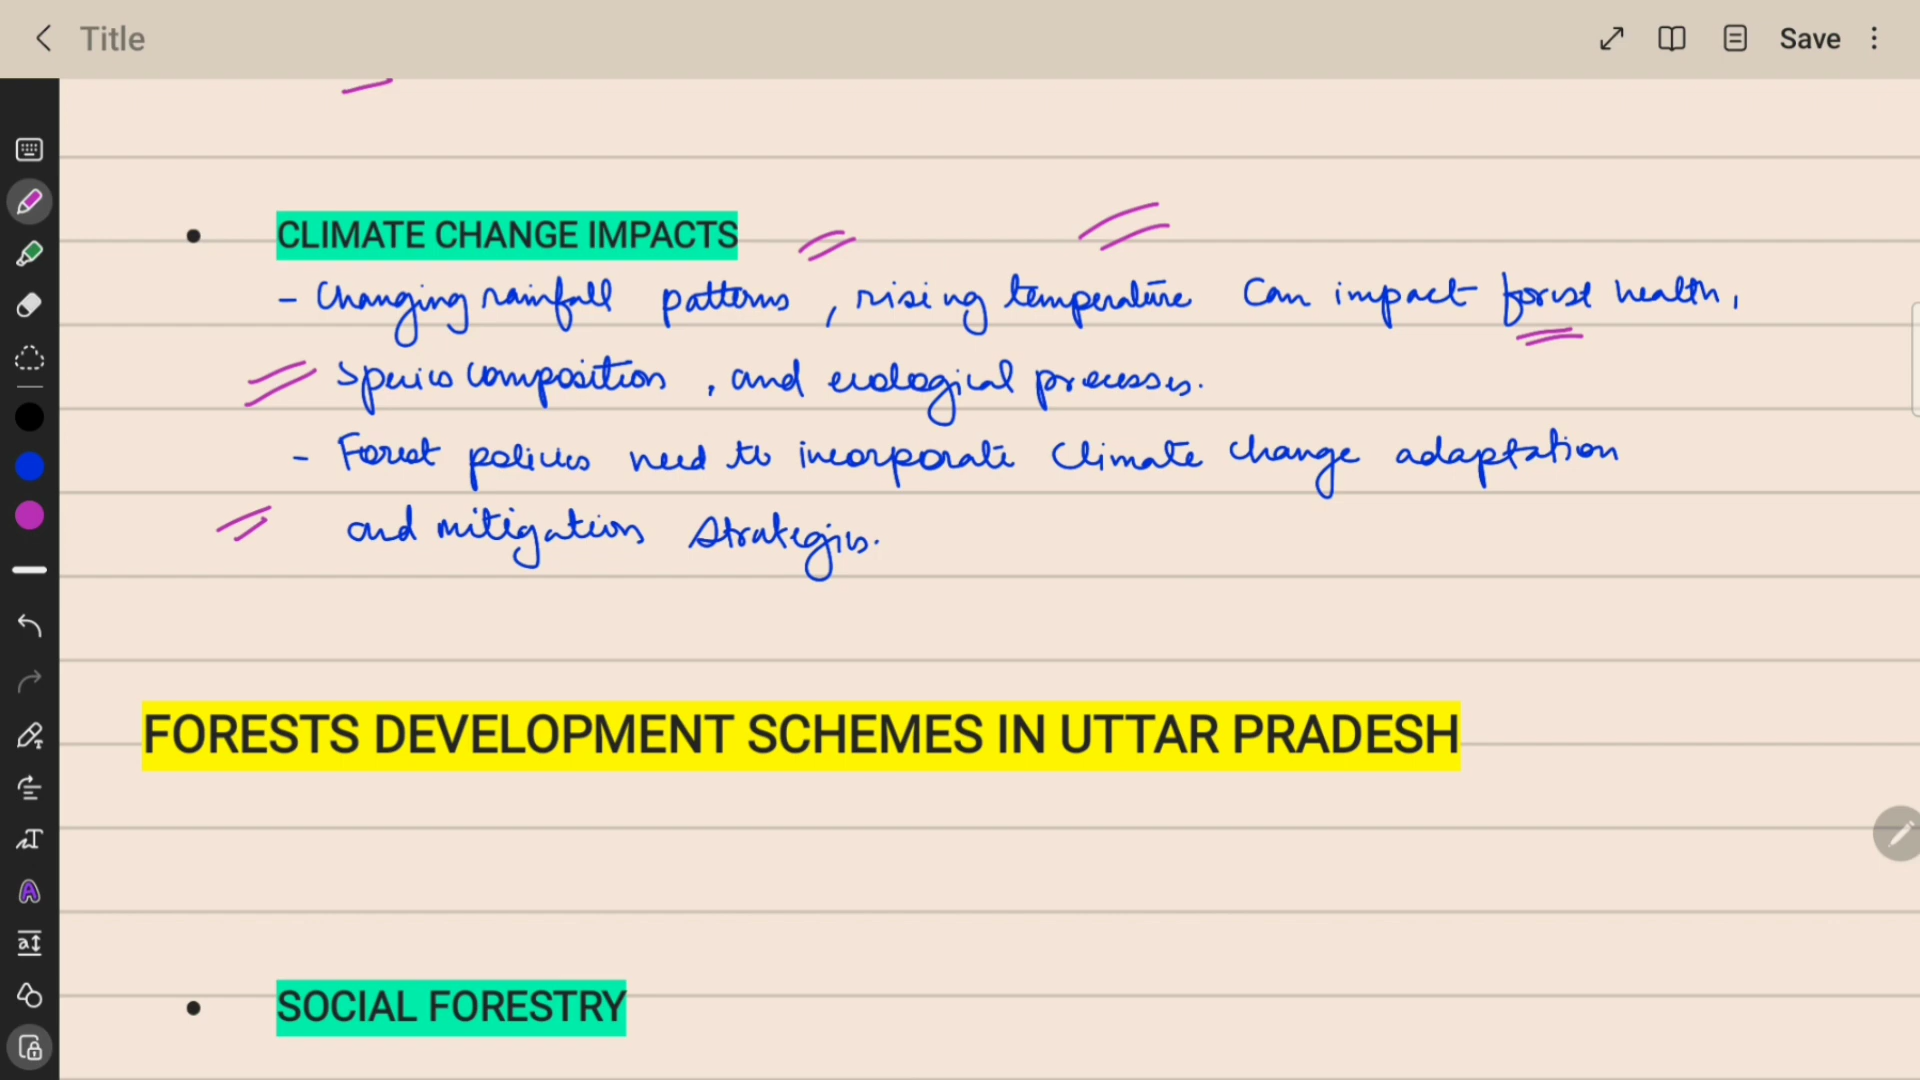 Title
Save
CLIMATE CHANGE IMPACTS
- Changing rainfall patterns, rising temperature can impact forest health,
species composition, and ecological processes.
- Forest policies need to incorporate climate change adaptation
and mitigation strategies.
FORESTS DEVELOPMENT SCHEMES IN UTTAR PRADESH
SOCIAL FORESTRY